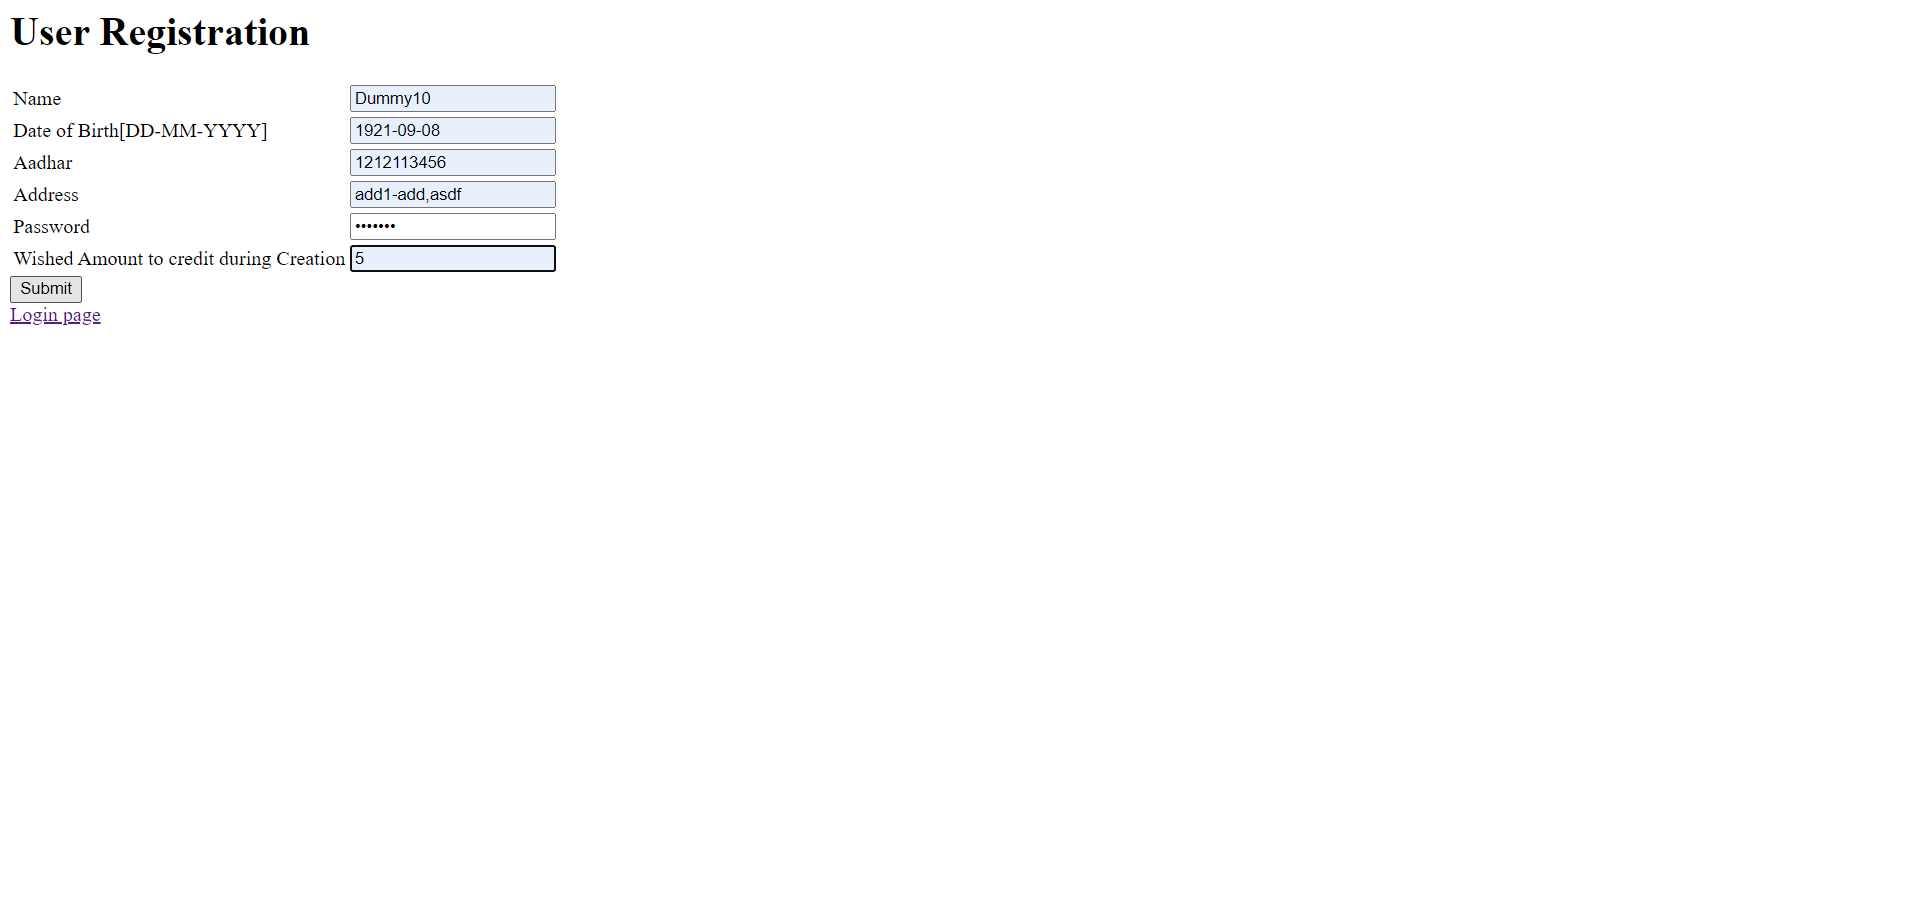 User Registration
Name Dummy10
Date of Birth[DD-MM-YYYY] 1921-09-08
Aadhar 1212113456
Address add1-add,asdf
Password •••••••
Wished Amount to credit during Creation 5
Submit
Login page